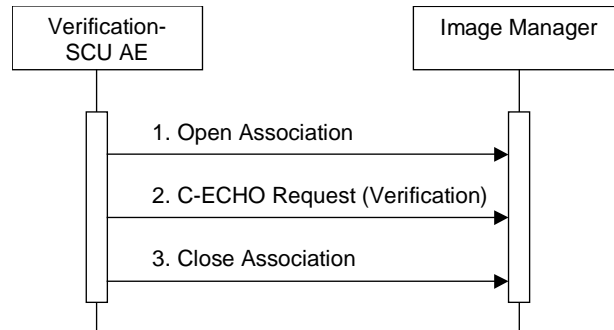 Verification-
SCU AE
Image Manager
1. Open Association
2. C-ECHO Request (Verification)
3. Close Association